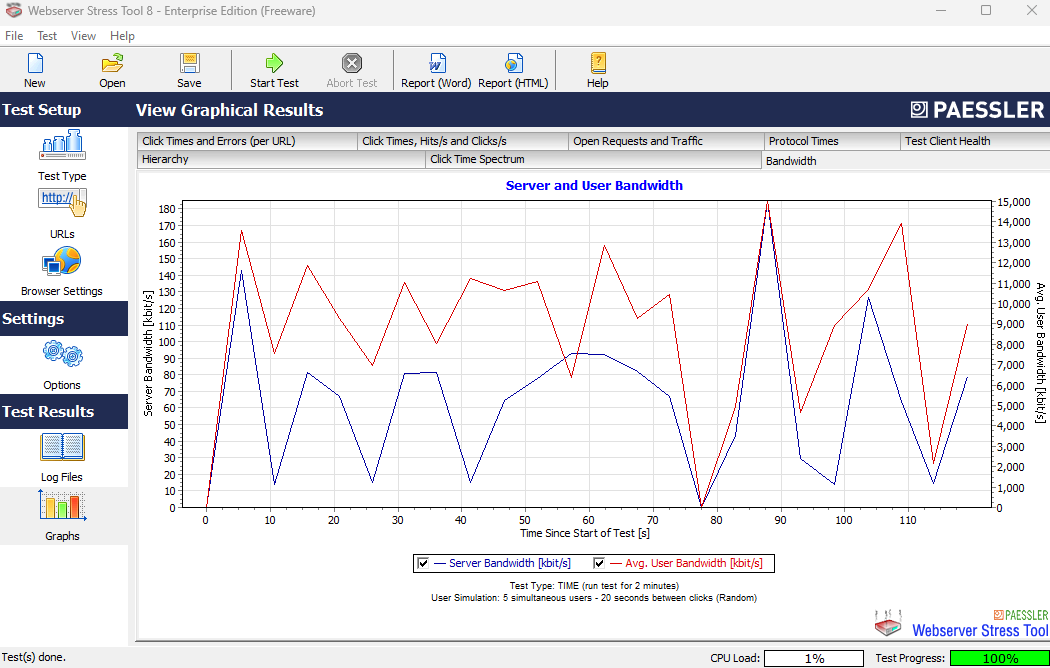 Webserver Stress Tool 8 - Enterprise Edition (Freeware)
File Test View Help
New Open Save Start Test Abort Test Report (Word) Report (HTML) Help
Test Setup
View Graphical Results
PAESSLER
Test Type
http://
URLs
Browser Settings
Settings
Options
Test Results
Log Files
Graphs
Click Times and Errors (per URL) Click Times, Hits/s and Clicks/s Open Requests and Traffic Protocol Times Test Client Health
Hierarchy Click Time Spectrum Bandwidth
Server and User Bandwidth
Server Bandwidth [kbit/s]
180
170
160
150
140
130
120
110
100
90
80
70
60
50
40
30
20
10
0
15,000
14,000
13,000
12,000
11,000
10,000
9,000
8,000
7,000
6,000
5,000
4,000
3,000
2,000
1,000
0
Avg. User Bandwidth [kbit/s]
0 10 20 30 40 50 60 70 80 90 100 110
Time Since Start of Test [s]
Server Bandwidth [kbit/s] Avg. User Bandwidth [kbit/s]
Test Type: TIME (run test for 2 minutes)
User Simulation: 5 simultaneous users - 20 seconds between clicks (Random)
PAESSLER
Webserver Stress Tool
Test(s) done.
CPU Load: 1% Test Progress: 100%